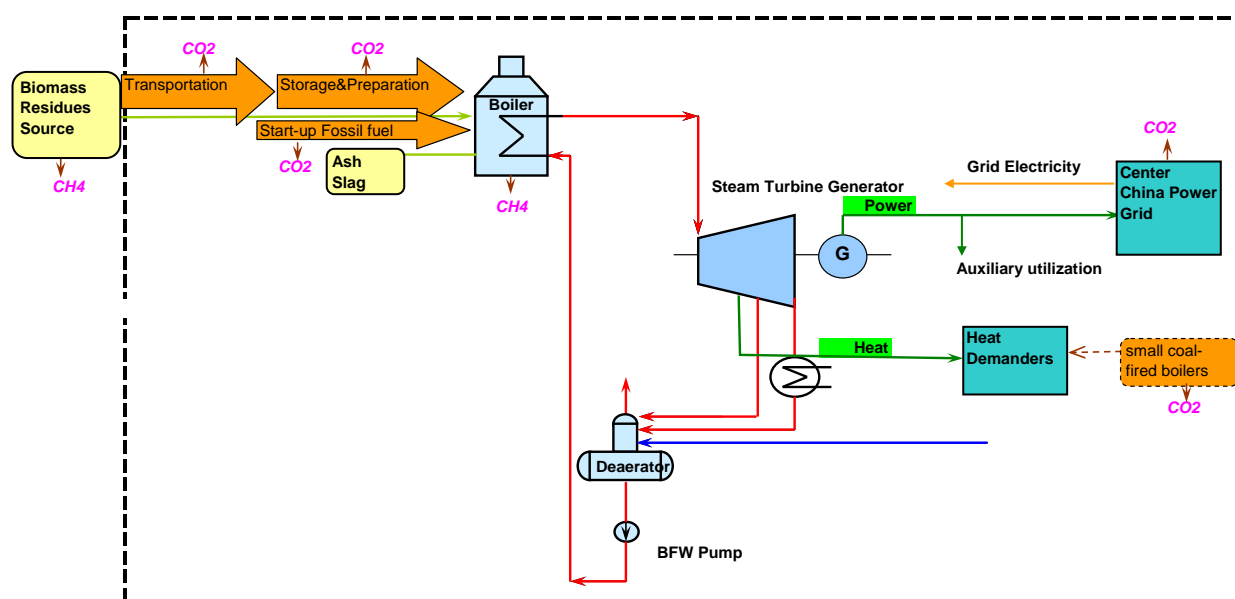 CO2
CO2
Biomass
Residues
Source
Transportation
Storage&Preparation
Boiler
Start-up Fossil fuel
CO2
Ash
Slag
CH4
CH4
CO2
Grid Electricity
Center
China Power
Grid
Steam Turbine Generator
Power
G
Auxiliary utilization
Heat
Heat
Demanders
small coal-
fired boilers
CO2
Deaerator
BFW Pump